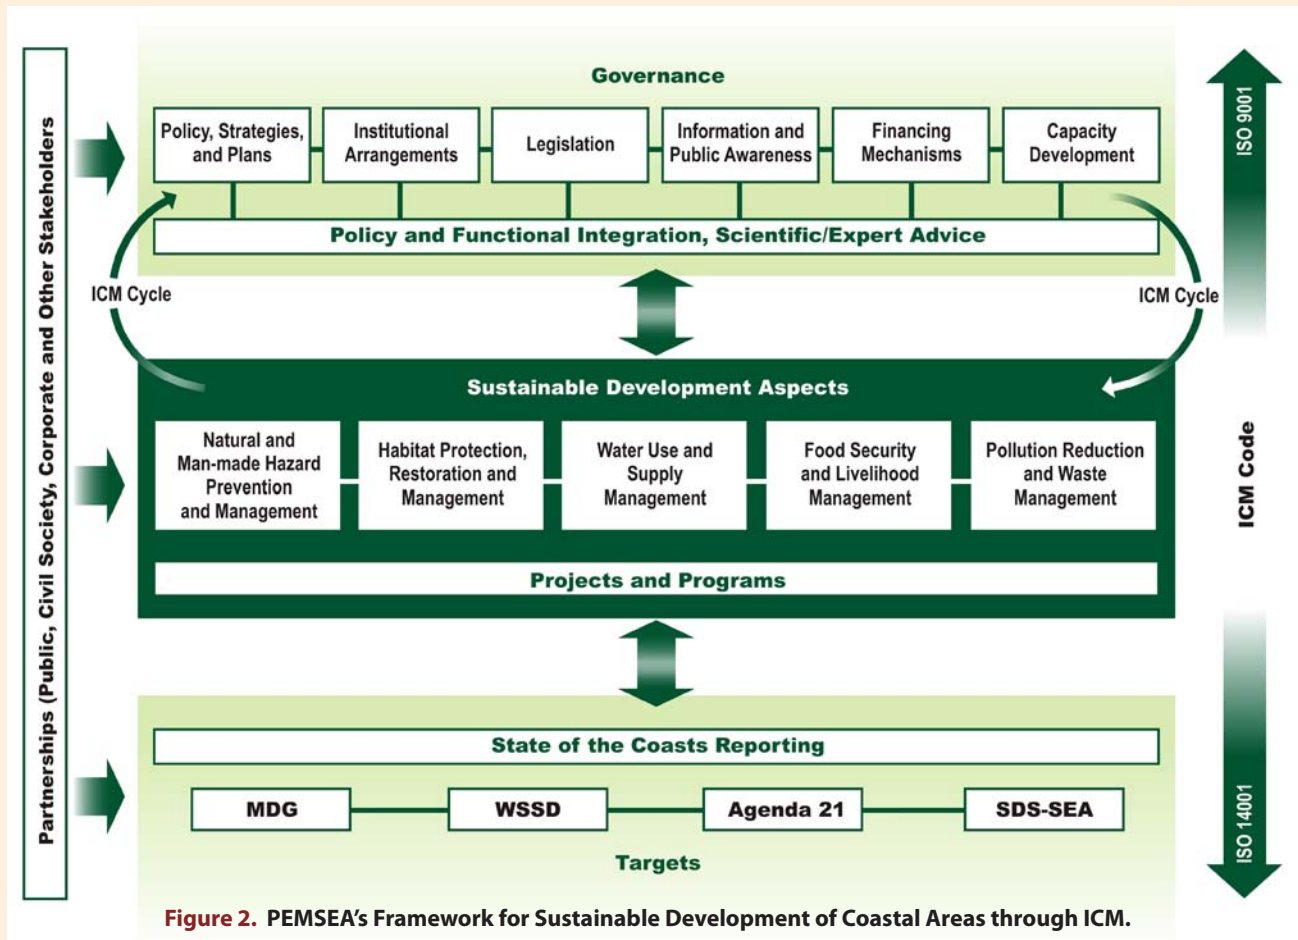 Partnerships (Public, Civil Society, Corporate and Other Stakeholders
Governance
Policy, Strategies,
and Plans
Institutional
Arrangements
Legislation
Information and
Public Awareness
Financing
Mechanisms
Capacity
Development
Policy and Functional Integration, Scientific/Expert Advice
ICM Cycle
ICM Cycle
Sustainable Development Aspects
Natural and
Man-made Hazard
Prevention
and Management
Habitat Protection,
Restoration and
Management
Water Use and
Supply
Management
Food Security
and Livelihood
Management
Pollution Reduction
and Waste
Management
Projects and Programs
State of the Coasts Reporting
MDG
WSSD
Agenda 21
SDS-SEA
Targets
ISO 9001
ICM Code
ISO 14001
Figure 2. PEMSEA's Framework for Sustainable Development of Coastal Areas through ICM.